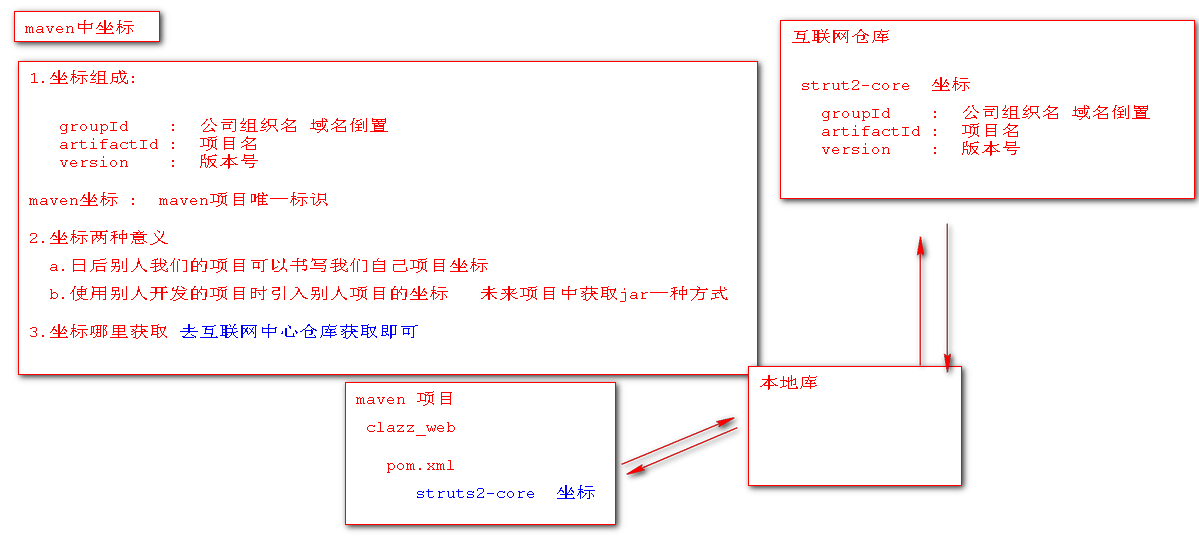 maven中坐标
1.坐标组成:
groupId : 公司组织名 域名倒置
artifactId : 项目名
version : 版本号
maven坐标 : maven项目唯一标识
2.坐标两种意义
a.日后别人我们的项目可以书写我们自己项目坐标
b.使用别人开发的项目时引入别人项目的坐标 未来项目中获取jar一种方式
3.坐标哪里获取 去互联网中心仓库获取即可
互联网仓库
strut2-core 坐标
groupId : 公司组织名 域名倒置
artifactId : 项目名
version : 版本号
本地库
maven 项目
clazz_web
pom.xml
struts2-core 坐标